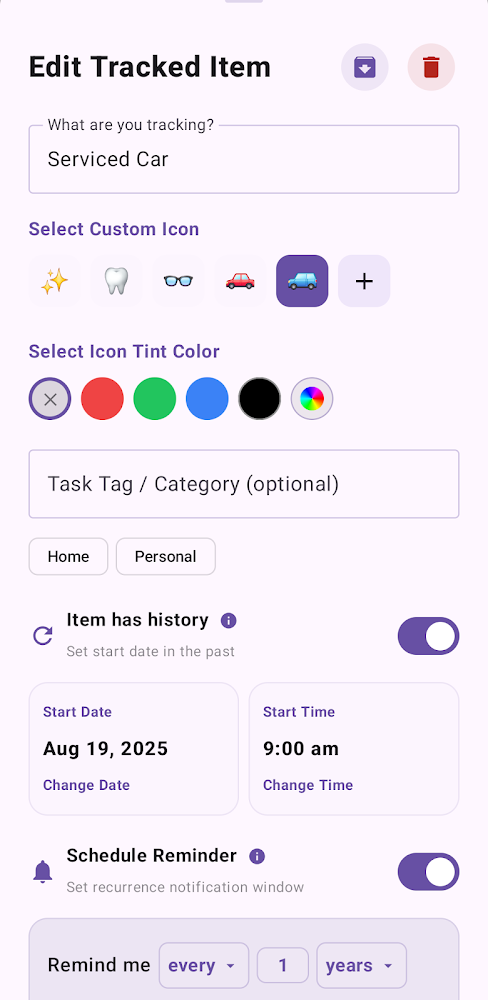 Edit Tracked Item
What are you tracking?
Serviced Car
Select Custom Icon
Select Icon Tint Color
Task Tag / Category (optional)
Home Personal
Item has history
Set start date in the past
Start Date Start Time
Aug 19, 2025 9:00 am
Change Date Change Time
Schedule Reminder
Set recurrence notification window
Remind me every 1 years